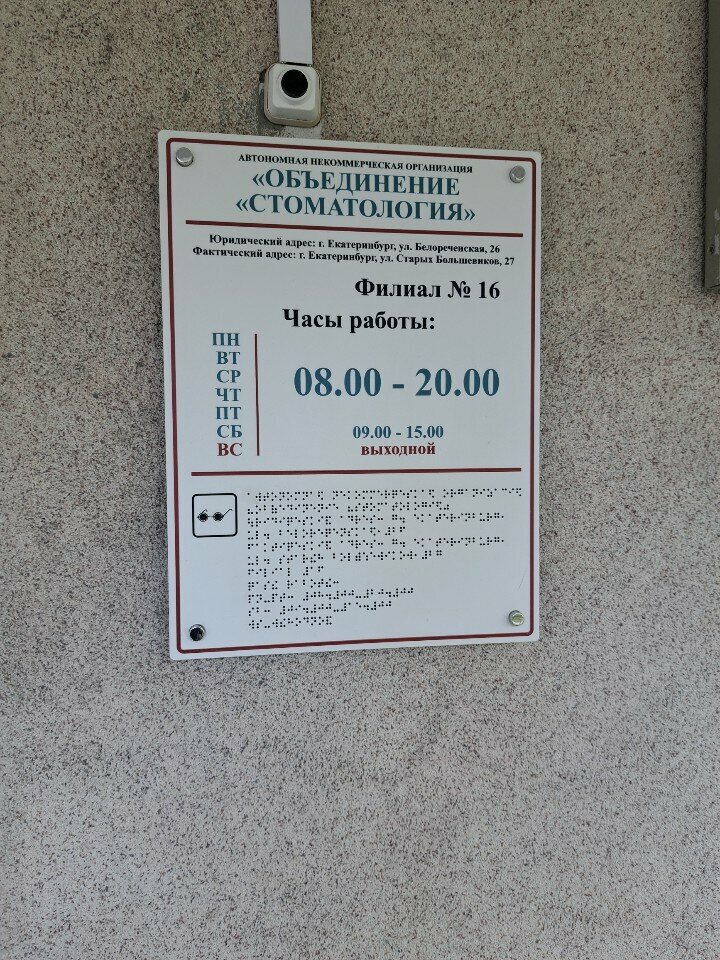 АВТОНОМНАЯ НЕКОММЕРЧЕСКАЯ ОРГАНИЗАЦИЯ
«ОБЪЕДИНЕНИЕ
«СТОМАТОЛОГИЯ»
Юридический адрес: г. Екатеринбург, ул. Белореченская, 26
Фактический адрес: г. Екатеринбург, ул. Старых Большевиков, 27
Филиал № 16
Часы работы:
ПН
ВТ
СР
ЧТ
ПТ
08.00 - 20.00
СБ 09.00 - 15.00
ВС выходной